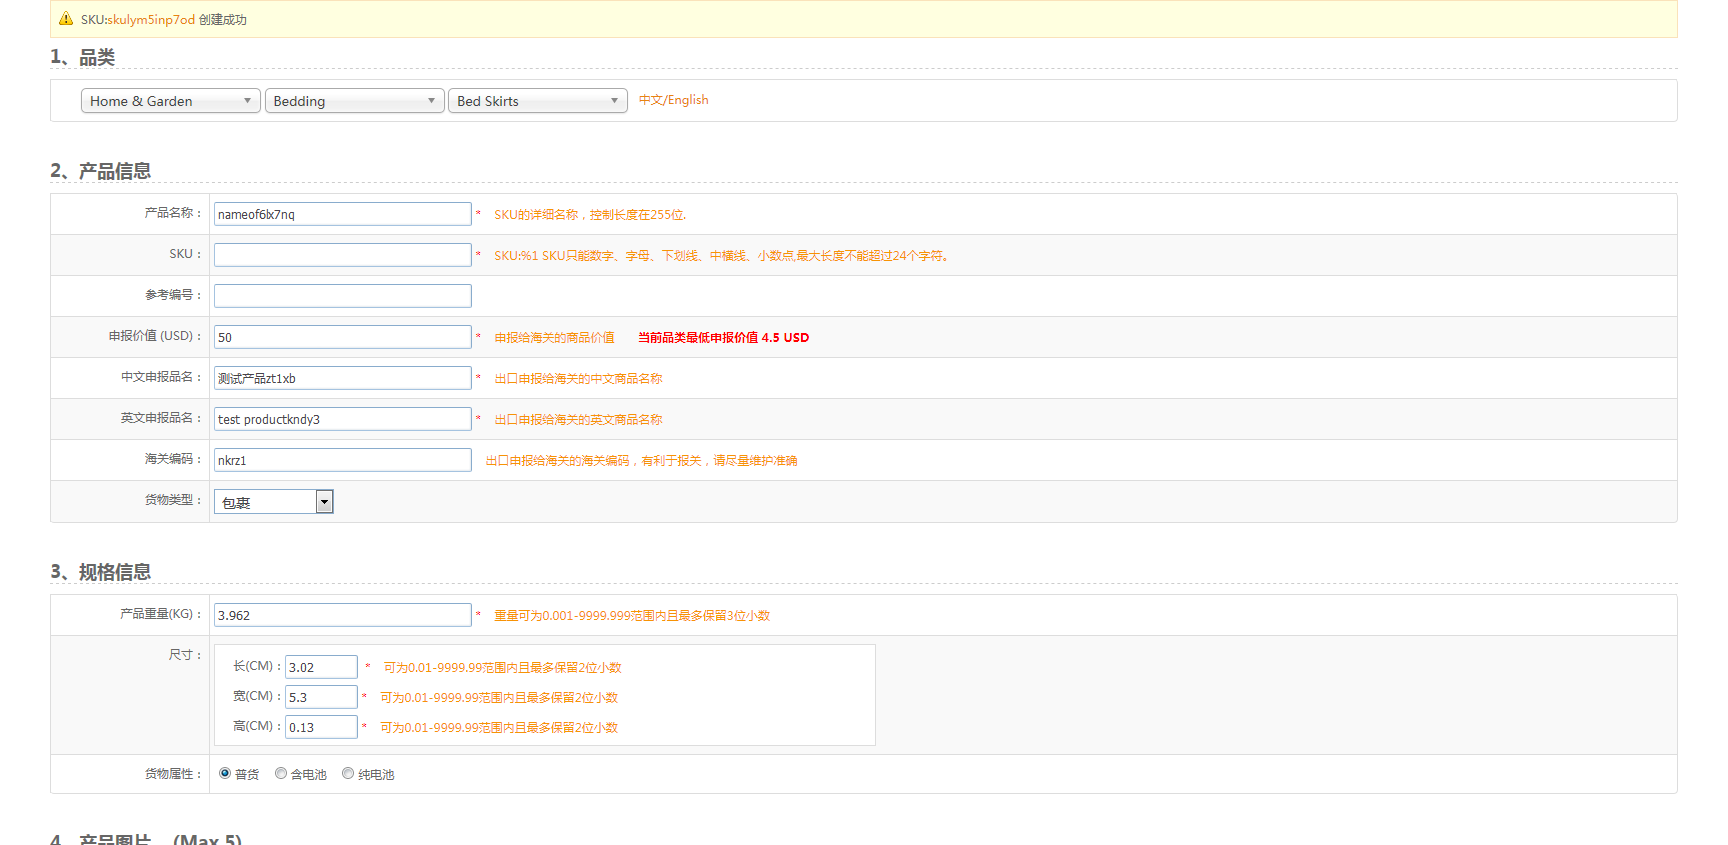 SKU:skulym5inp7od 创建成功
1、品类
Home & Garden Bedding Bed Skirts 中文/English
2、产品信息
产品名称： nameof6lx7nq * SKU的详细名称，控制长度在255位.
SKU： * SKU:%1 SKU只能数字、字母、下划线、中横线、小数点,最大长度不能超过24个字符。
参考编号：
申报价值 (USD)： 50 * 申报给海关的商品价值 当前品类最低申报价值 4.5 USD
中文申报品名： 测试产品zt1xb * 出口申报给海关的中文商品名称
英文申报品名： test productkndy3 * 出口申报给海关的英文商品名称
海关编码： nkrz1 出口申报给海关的海关编码，有利于报关，请尽量维护准确
货物类型： 包裹
3、规格信息
产品重量(KG)： 3.962 * 重量可为0.001-9999.999范围内且最多保留3位小数
尺寸：
长(CM)： 3.02 * 可为0.01-9999.99范围内且最多保留2位小数
宽(CM)： 5.3 * 可为0.01-9999.99范围内且最多保留2位小数
高(CM)： 0.13 * 可为0.01-9999.99范围内且最多保留2位小数
货物属性： 普货 含电池 纯电池
4、产品图片 (Max 5)